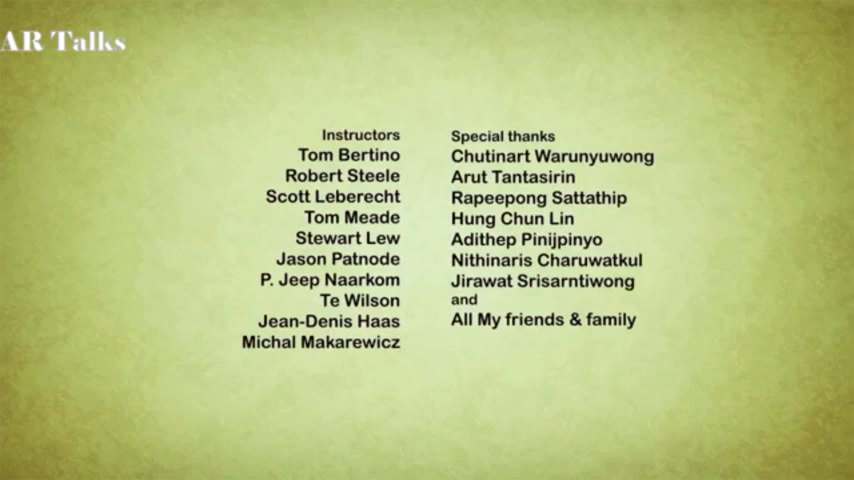 AR Talks
Instructors
Tom Bertino
Robert Steele
Scott Leberecht
Tom Meade
Stewart Lew
Jason Patnode
P. Jeep Naarkom
Te Wilson
Jean-Denis Haas
Michal Makarewicz
Special thanks
Chutinart Warunyuwong
Arut Tantasirin
Rapeepong Sattathip
Hung Chun Lin
Adithep Pinijpinyo
Nithinaris Charuwatkul
Jirawat Srisarntiwong
and
All My friends & family